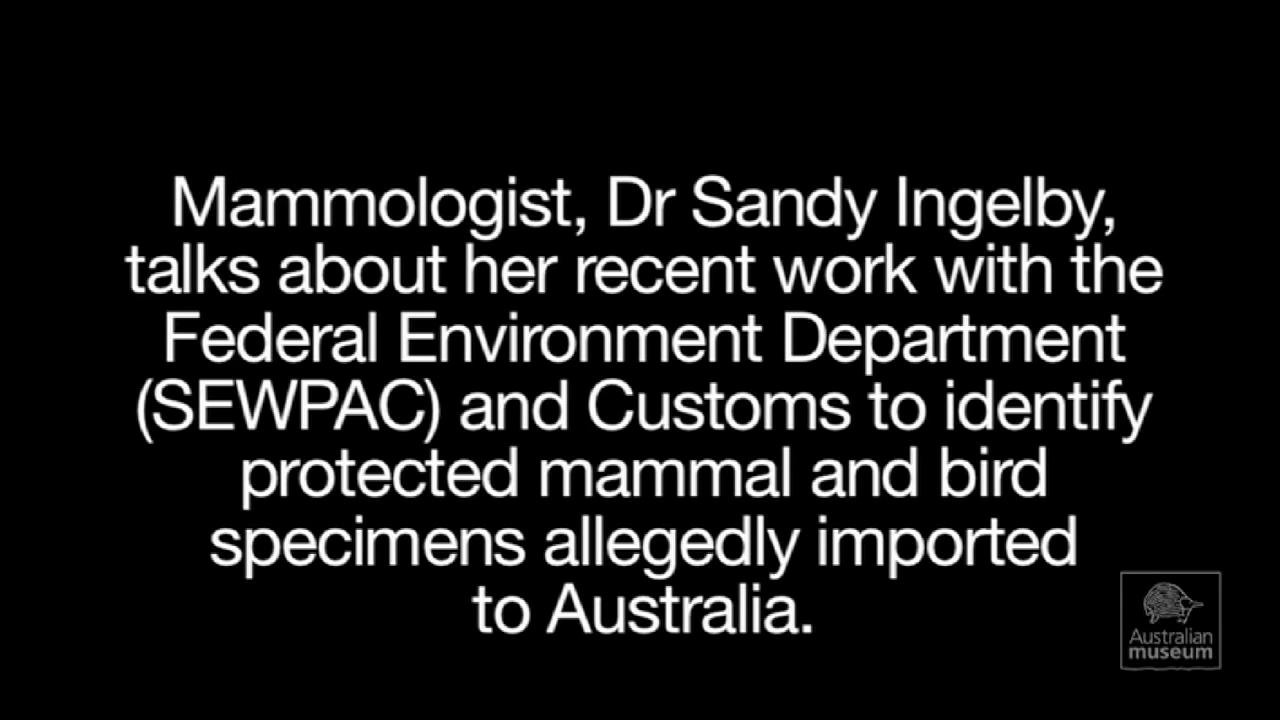 Mammologist, Dr Sandy Ingelby,
talks about her recent work with the
Federal Environment Department
(SEWPAC) and Customs to identify
protected mammal and bird
specimens allegedly imported
to Australia.
Australian
museum